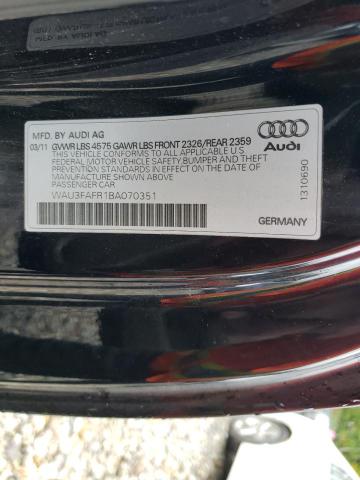 MFD. BY AUDI AG
03/11 GVWR LBS 4575 GAWR LBS FRONT 2326/REAR 2359
THIS VEHICLE CONFORMS TO ALL APPLICABLE U.S.
FEDERAL MOTOR VEHICLE SAFETY BUMPER AND THEFT
PREVENTION STANDARDS IN EFFECT ON THE DATE OF
MANUFACTURE SHOWN ABOVE
PASSENGER CAR
WAU3FAFR1BA070351
Audi
1310690
GERMANY